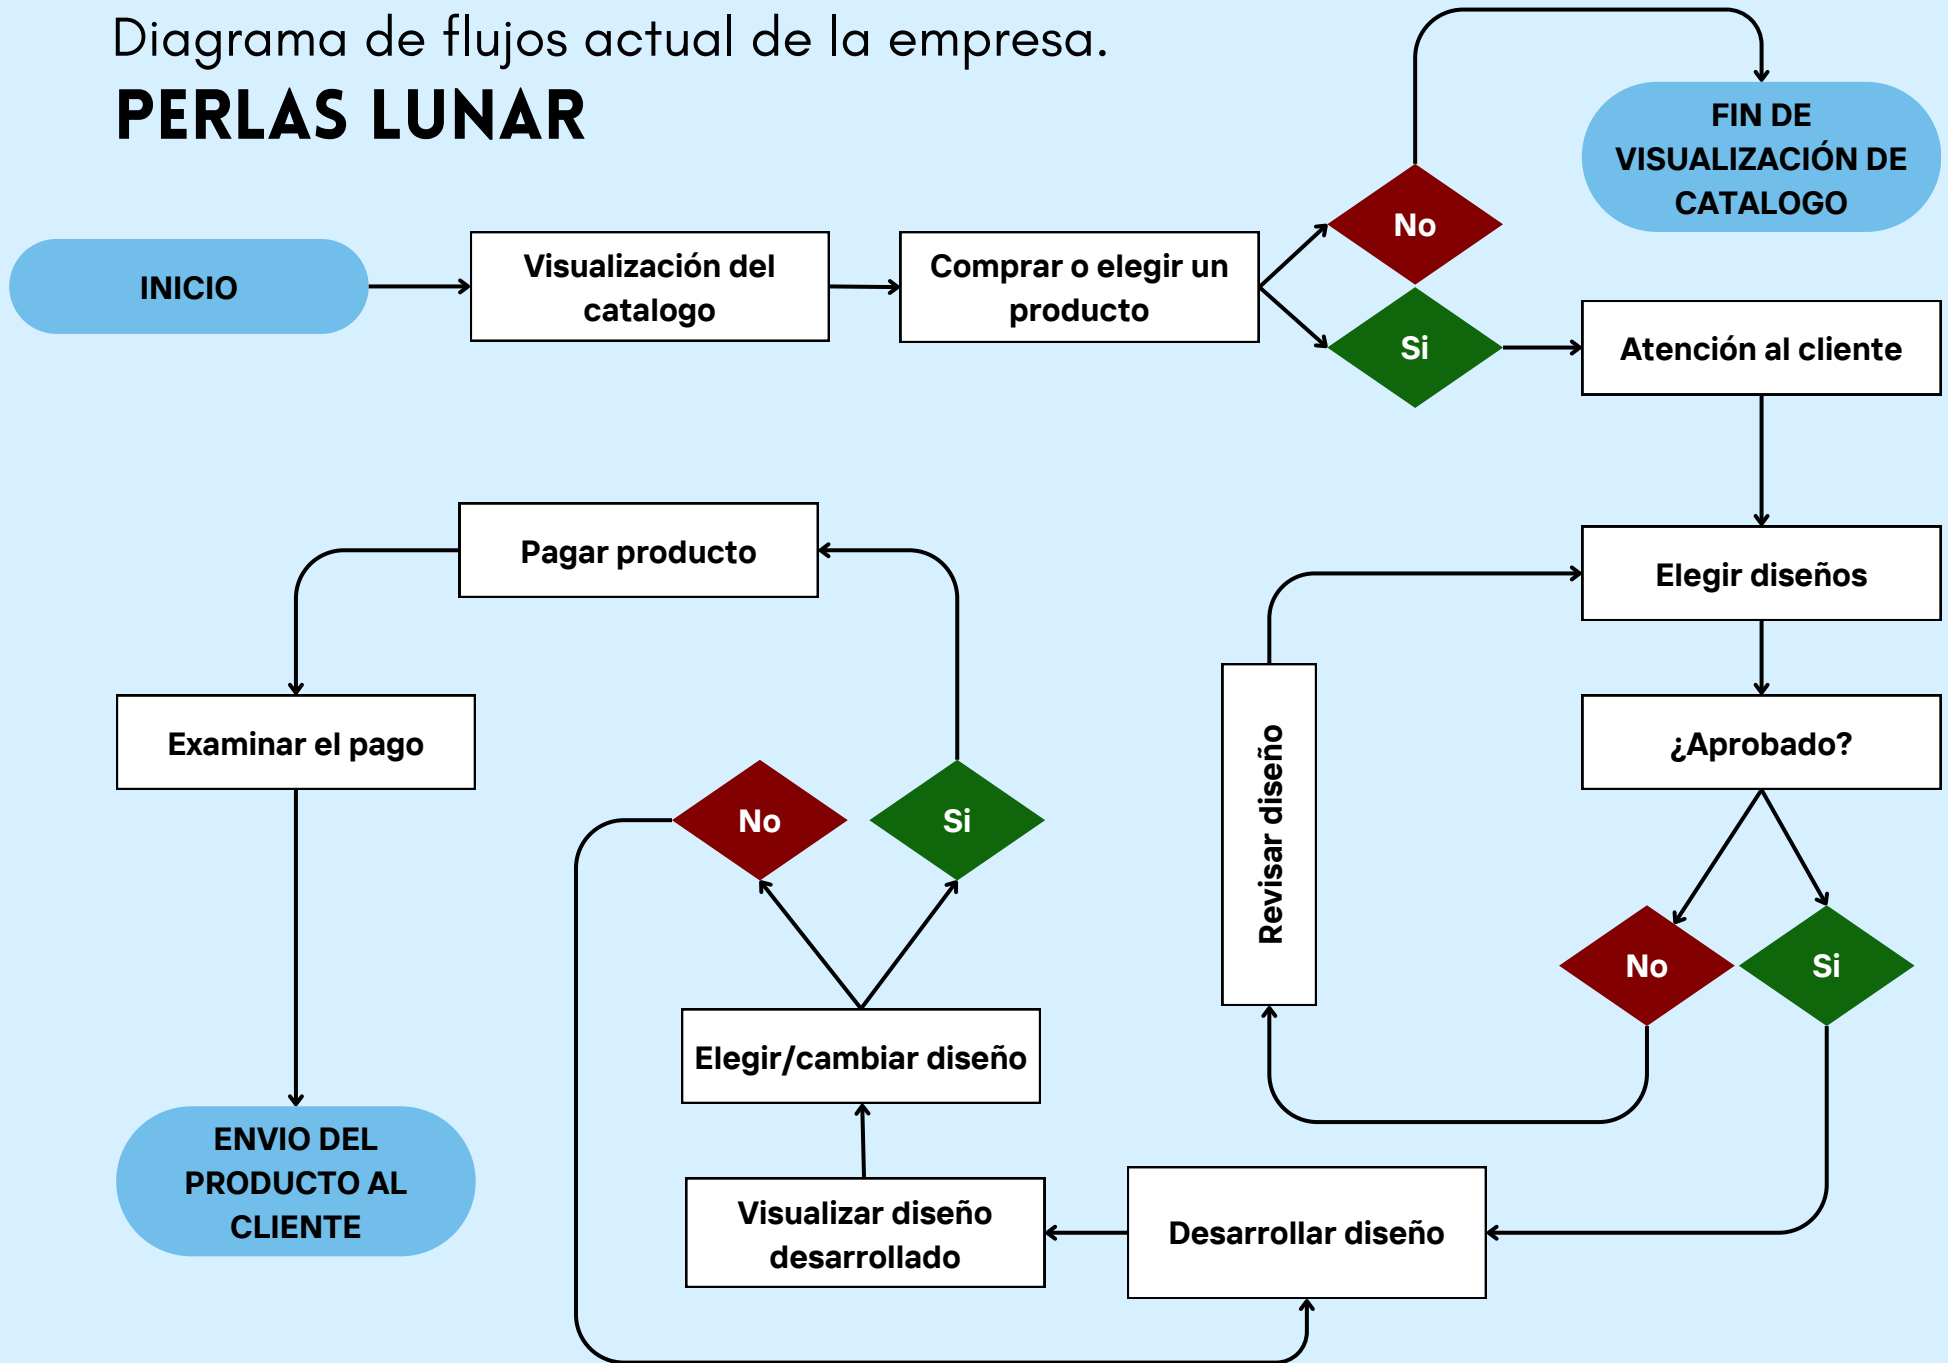 Diagrama de flujos actual de la empresa.
PERLAS LUNAR
INICIO
Visualización del
catalogo
Comprar o elegir un
producto
No
Si
FIN DE
VISUALIZACIÓN DE
CATALOGO
Atención al cliente
Elegir diseños
¿Aprobado?
No
Si
Revisar diseño
Desarrollar diseño
Visualizar diseño
desarrollado
Elegir/cambiar diseño
No
Si
Pagar producto
Examinar el pago
ENVIO DEL
PRODUCTO AL
CLIENTE